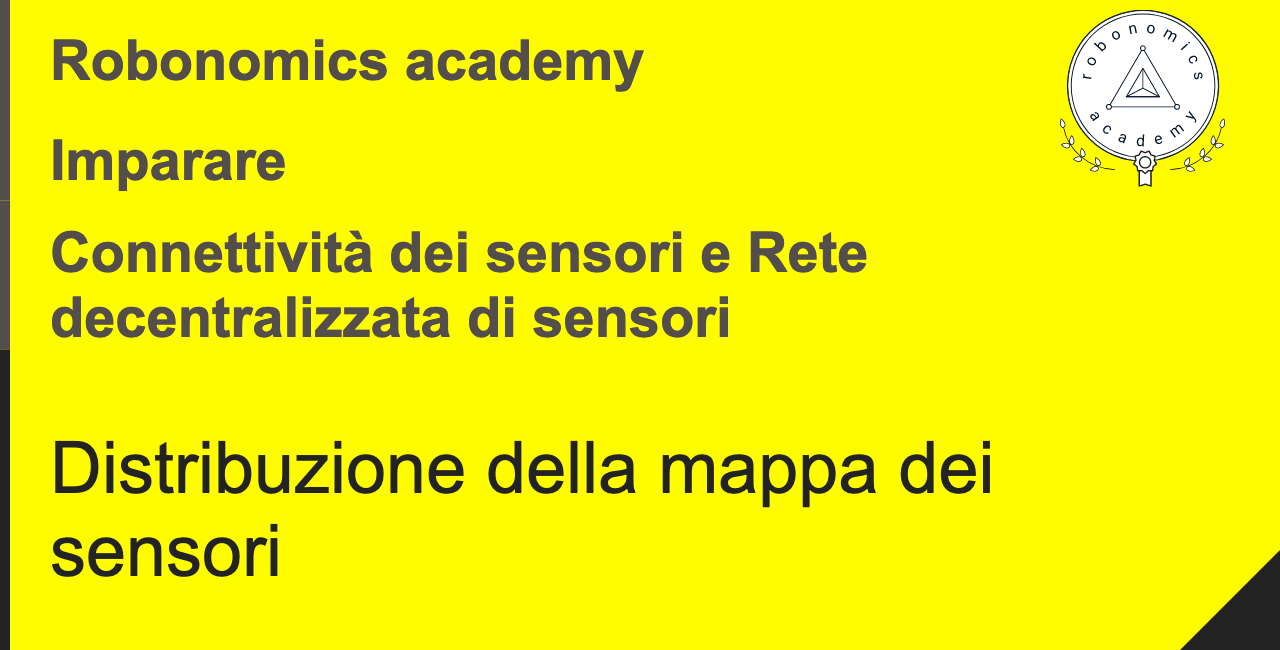 Robonomics academy
Imparare
Connettività dei sensori e Rete
decentralizzata di sensori
Distribuzione della mappa dei
sensori
robonomics
academy